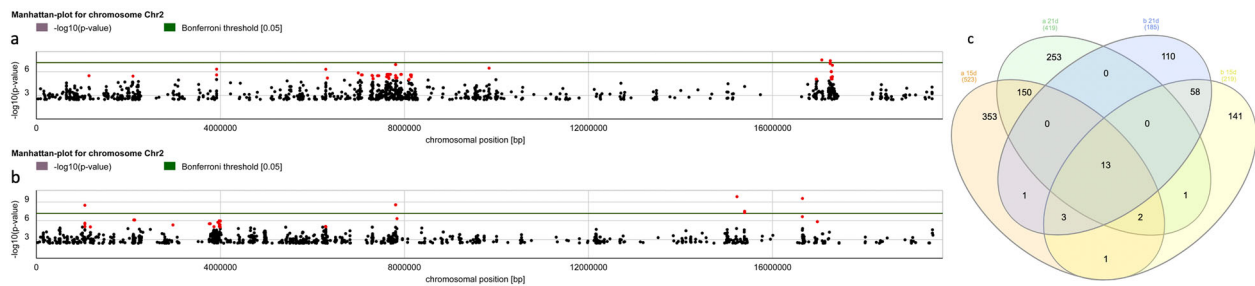 Manhattan-plot for chromosome Chr2
-log10(p-value) Bonferroni threshold [0.05]
a
-log10(p-value)
6
3
0 4000000 8000000 12000000 16000000
chromosomal position [bp]
Manhattan-plot for chromosome Chr2
-log10(p-value) Bonferroni threshold [0.05]
b
-log10(p-value)
9
6
3
0 4000000 8000000 12000000 16000000
chromosomal position [bp]
c
a 21d
(419)
b 21d
(185)
a 15d
(523)
b 15d
(219)
253
0
110
150
58
353
141
0
0
13
1
1
3
2
1